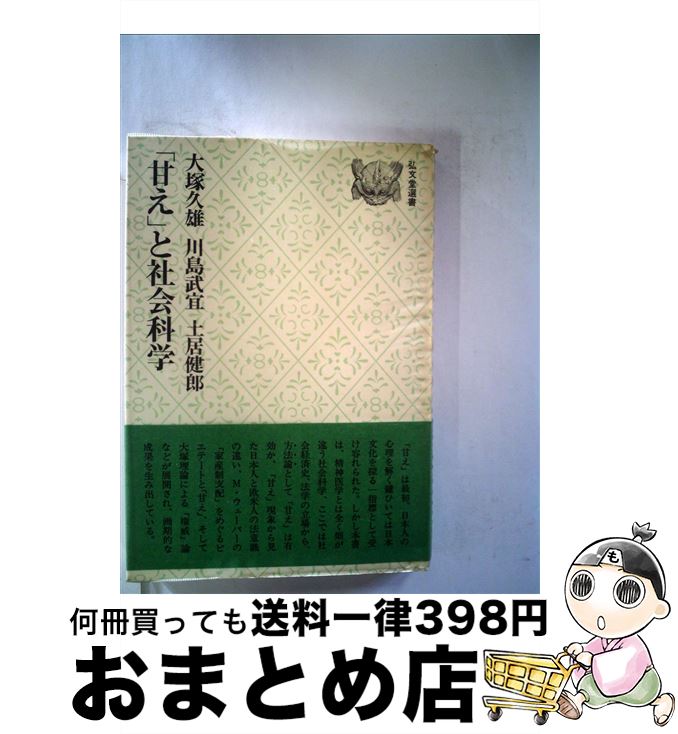 弘文堂選書
大塚久雄 川島武宜 土居健郎
「甘え」と社会科学
「甘え」は最初、日本人の
心理を解く鍵ひいては日本
文化を探る一指標として受
け容れられた。しかし本書
は、精神医学とは全く畑が
違う社会科学、ここでは社
会経済史、法学の立場から、
方法論として「甘え」は有
効か、「甘え」現象から見
た日本人と欧米人の法意識
の違い、M・ウェーバーの
「家産制支配」をめぐるピ
エテートと「甘え」、そして
大塚理論による「権威」論
などが展開され、画期的な
成果を生み出している。
も
何冊買っても送料一律398円
おまとめ店